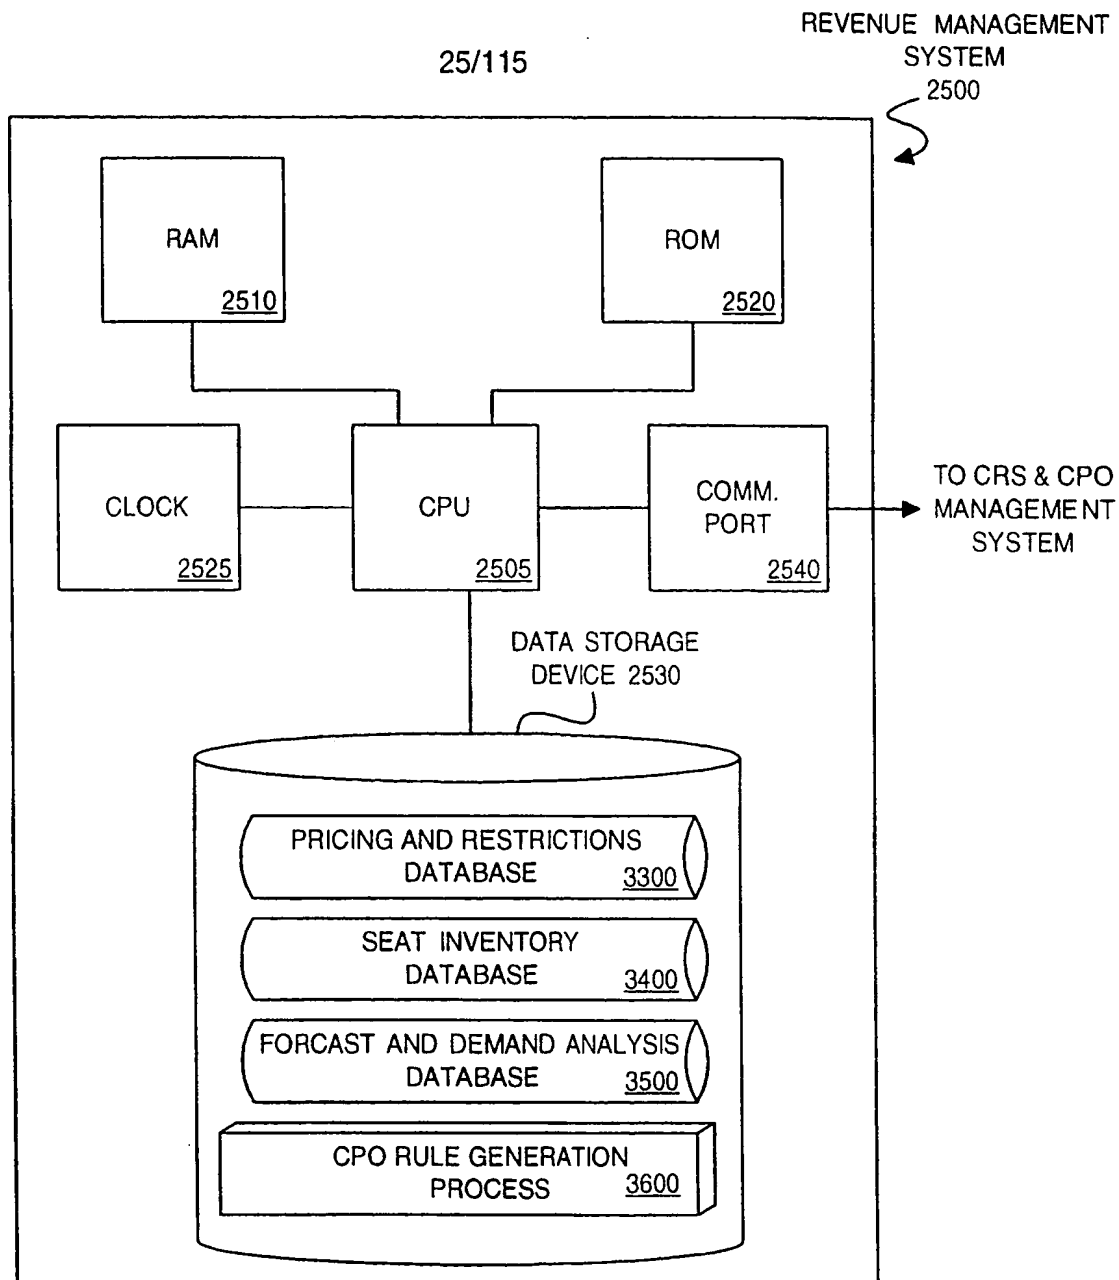 25/115
REVENUE MANAGEMENT
SYSTEM
2500
RAM
2510
ROM
2520
CLOCK
2525
CPU
2505
COMM.
PORT
2540
TO CRS & CPO
MANAGEMENT
SYSTEM
DATA STORAGE
DEVICE 2530
PRICING AND RESTRICTIONS
DATABASE 3300
SEAT INVENTORY
DATABASE 3400
FORCAST AND DEMAND ANALYSIS
DATABASE 3500
CPO RULE GENERATION
PROCESS 3600